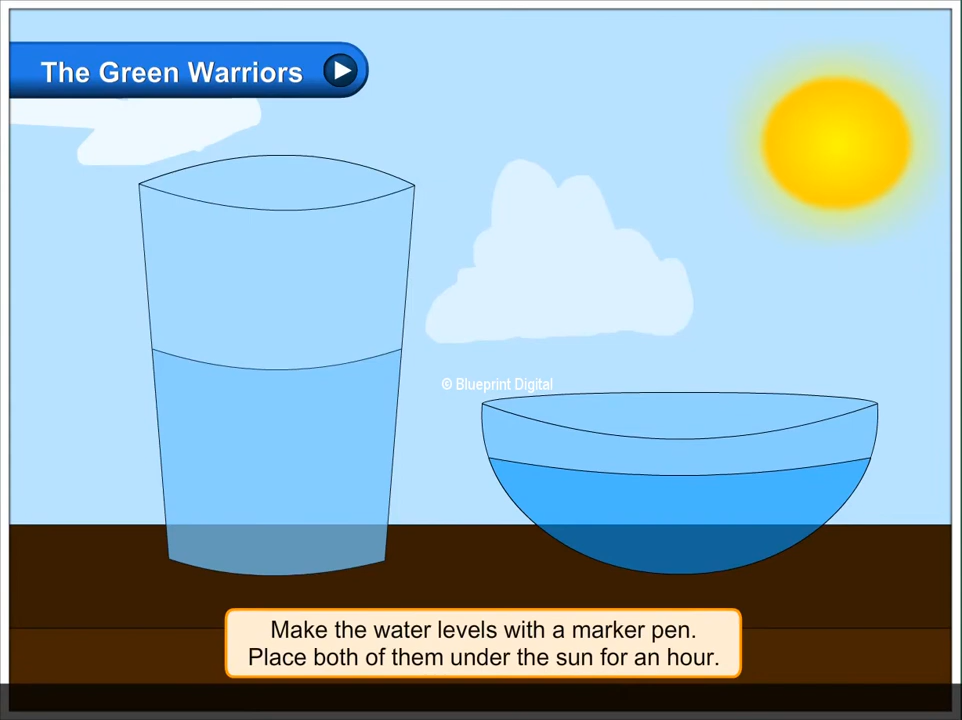 The Green Warriors
© Blueprint Digital
Make the water levels with a marker pen.
Place both of them under the sun for an hour.